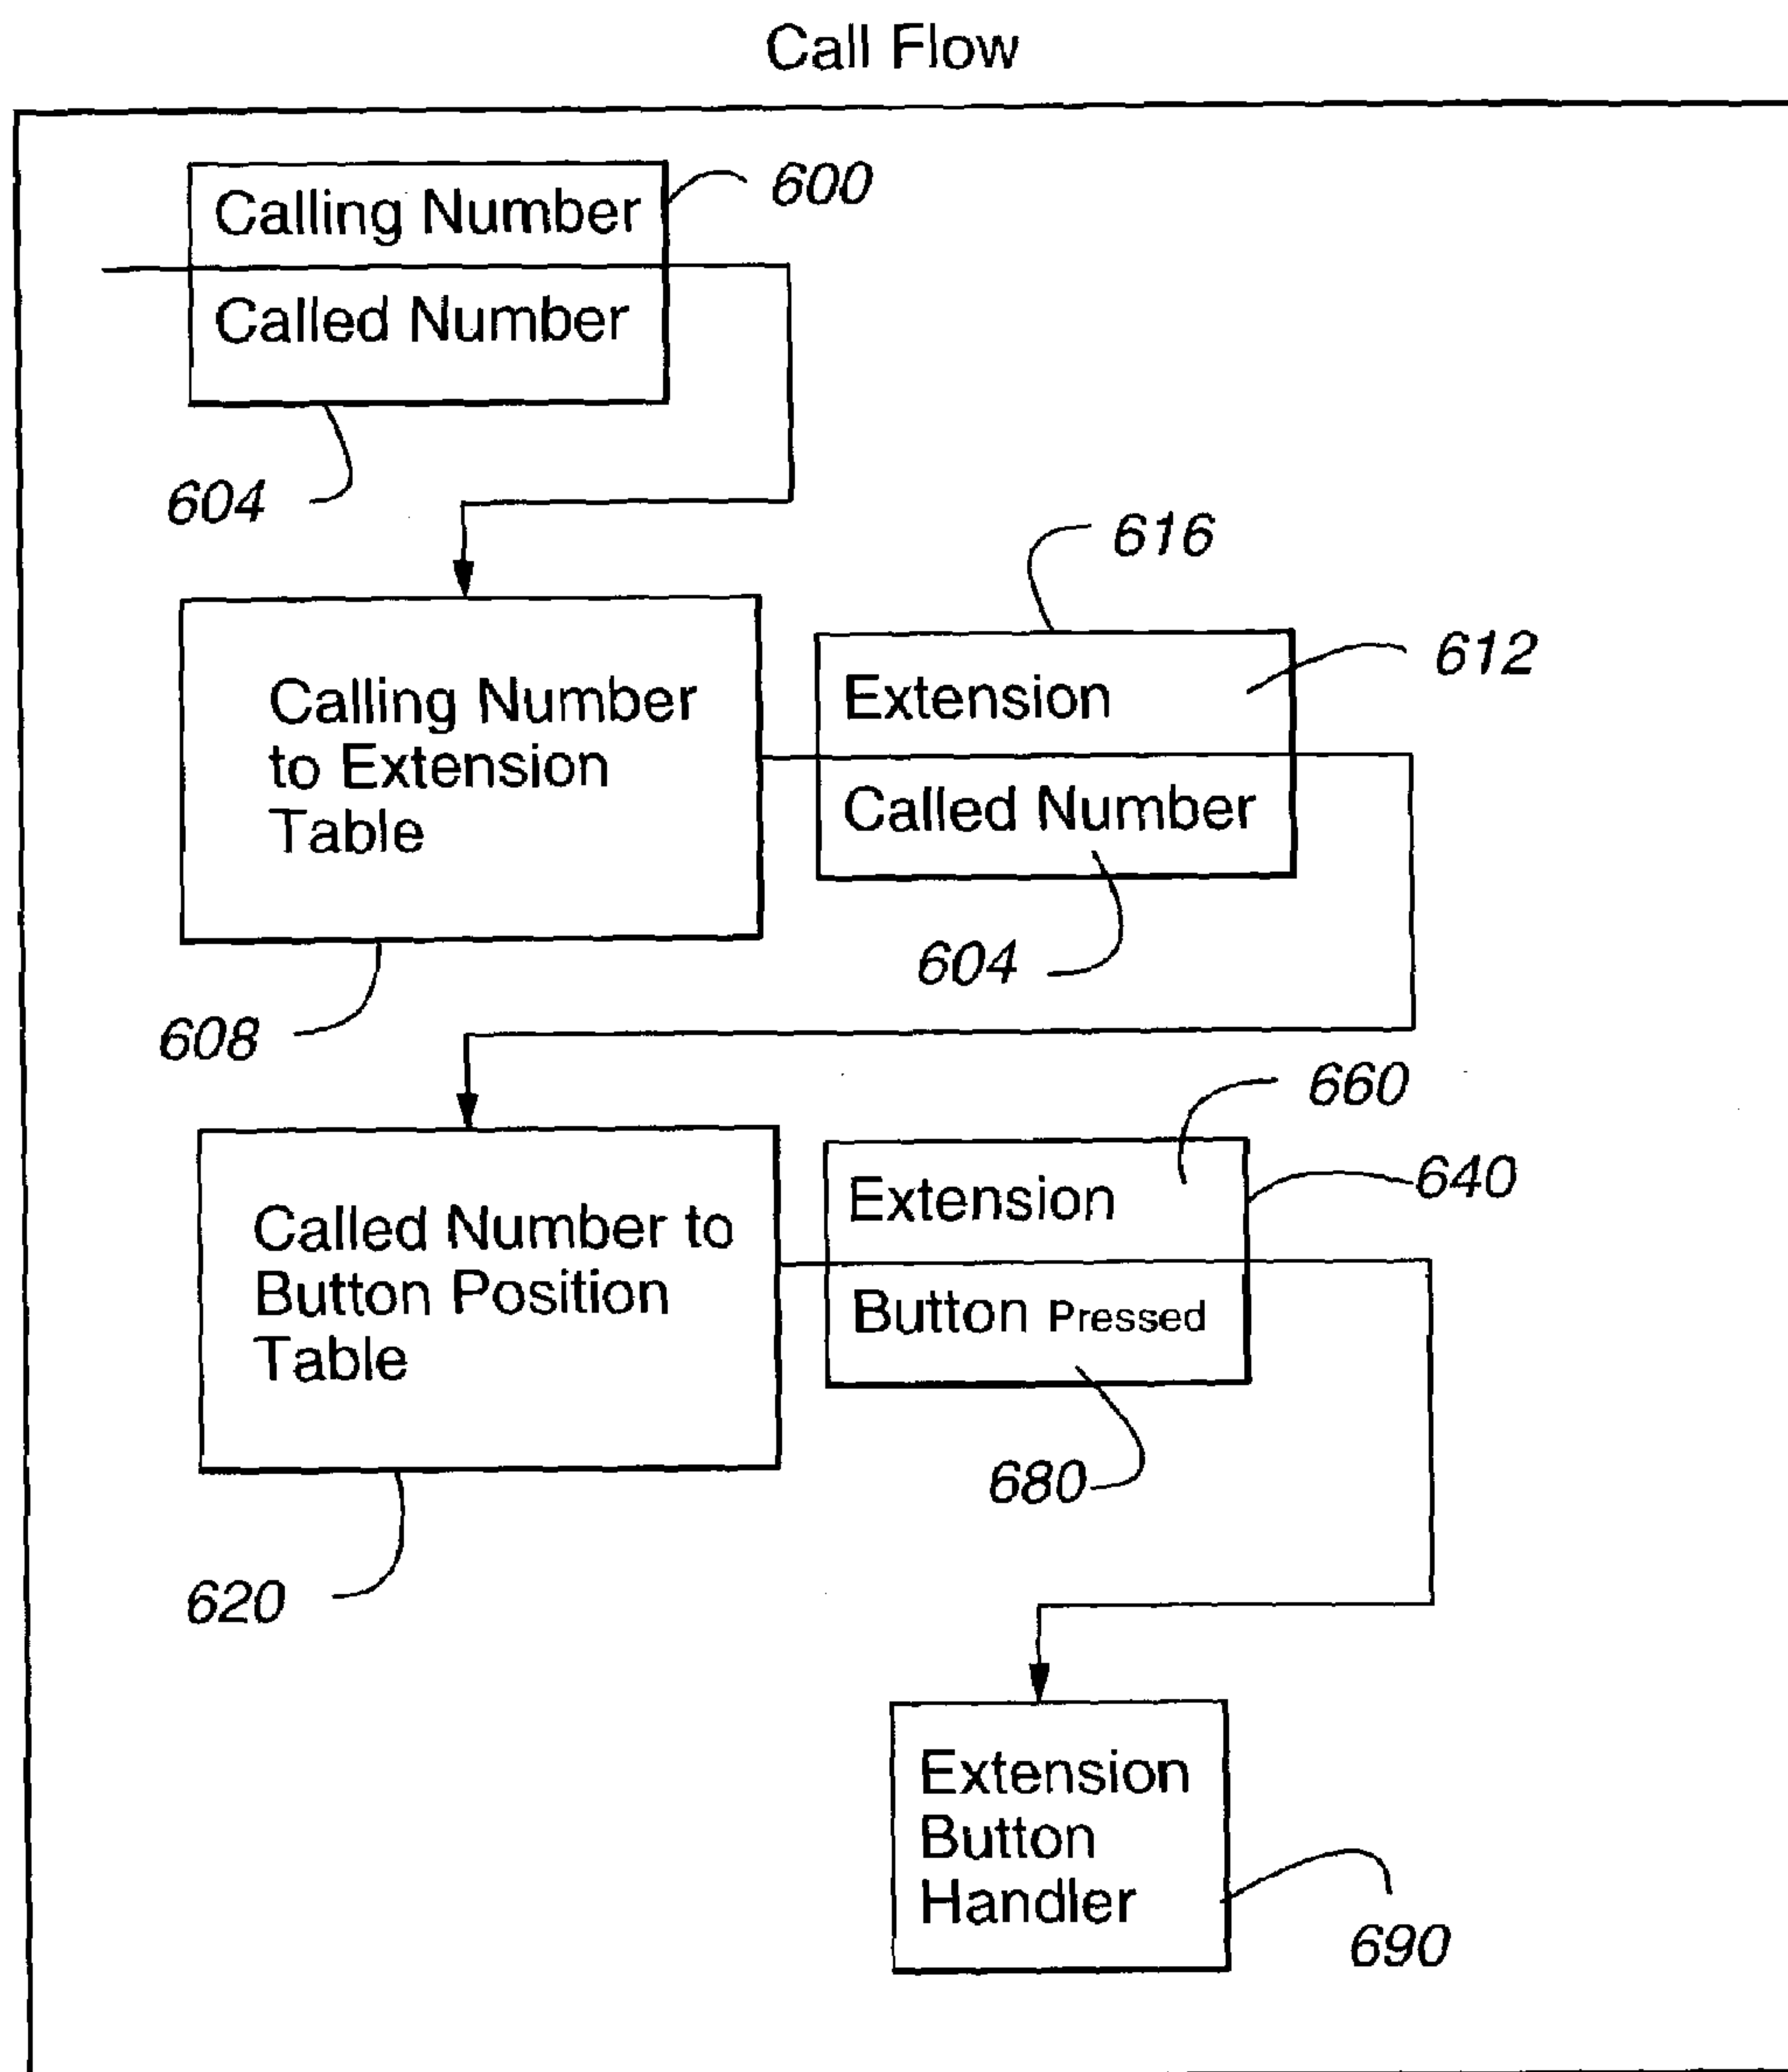 Call Flow
Calling Number
600
Called Number
604
616
612
Calling Number
to Extension
Table
Extension
Called Number
604
608
660
640
Called Number to
Button Position
Table
Extension
Button Pressed
680
620
Extension
Button
Handler
690